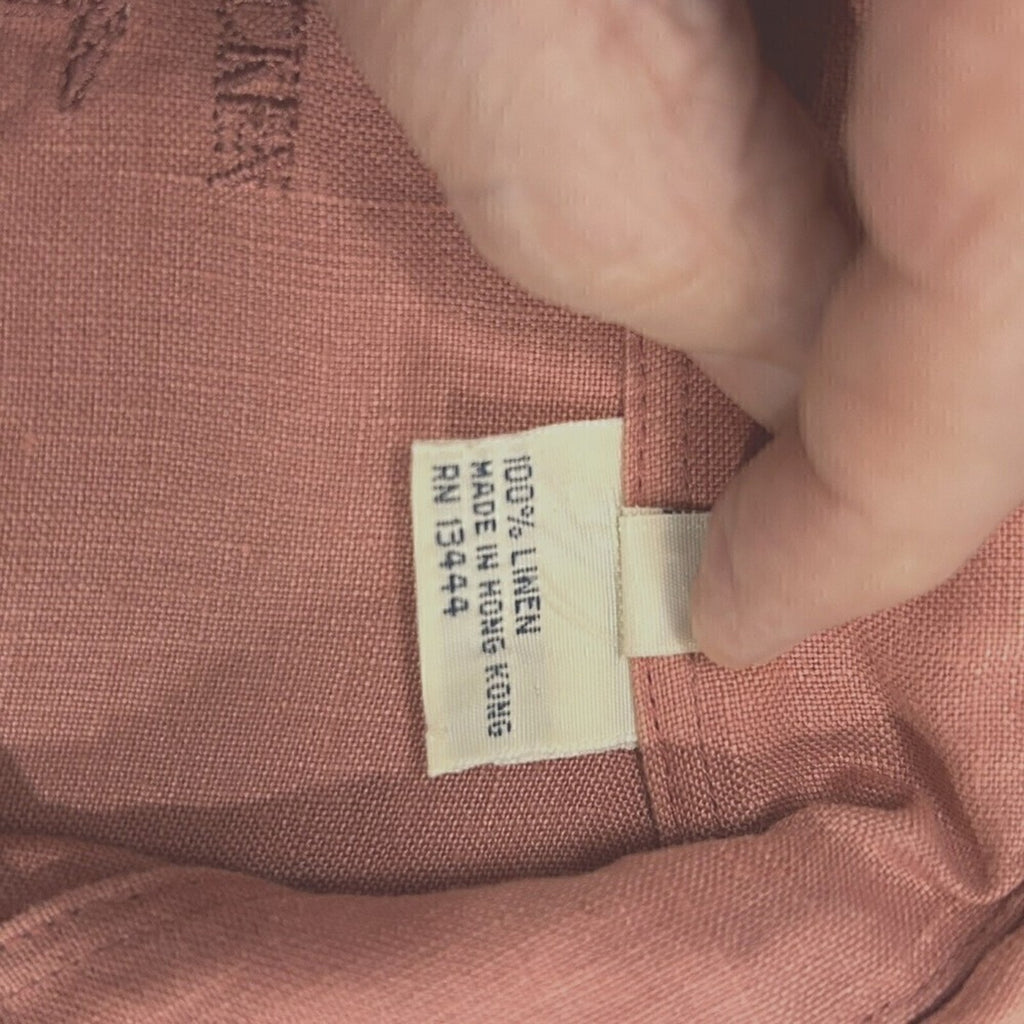 100% LINEN
MADE IN HONG KONG
RN 13444